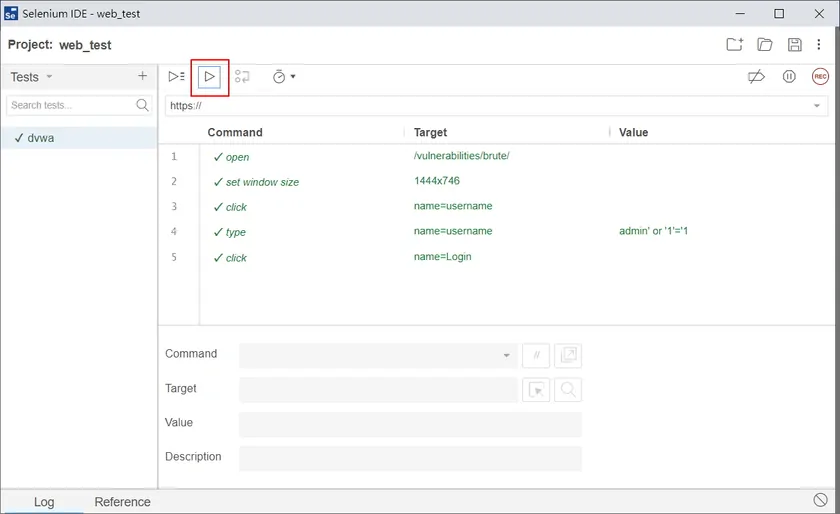 Selenium IDE - web_test
Project: web_test
Tests
Search tests...
✓ dvwa
REC
https://
Command Target Value
1 ✓ open /vulnerabilities/brute/
2 ✓ set window size 1444x746
3 ✓ click name=username
4 ✓ type name=username admin' or '1'='1
5 ✓ click name=Login
Command //
Target
Value
Description
Log Reference